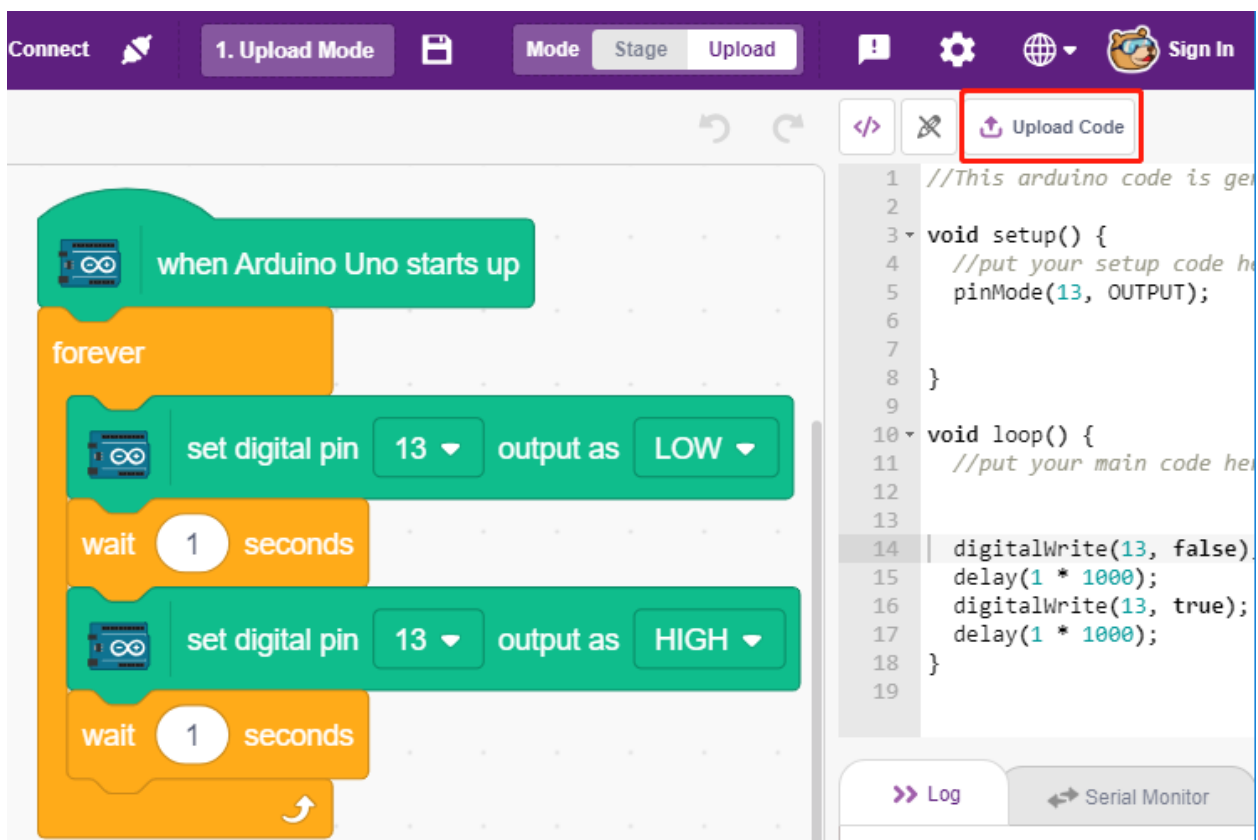 Connect
1. Upload Mode
Mode Stage Upload
Sign In
</> Upload Code
when Arduino Uno starts up
forever
set digital pin 13 output as LOW
wait 1 seconds
set digital pin 13 output as HIGH
wait 1 seconds
1 //This arduino code is
2
3 void setup() {
4 //put your setup code
5 pinMode(13, OUTPUT);
6
7
8 }
9
10 void loop() {
11 //put your main code
12
13
14 digitalWrite(13, false)
15 delay(1 * 1000);
16 digitalWrite(13, true);
17 delay(1 * 1000);
18 }
19
Log
Serial Monitor